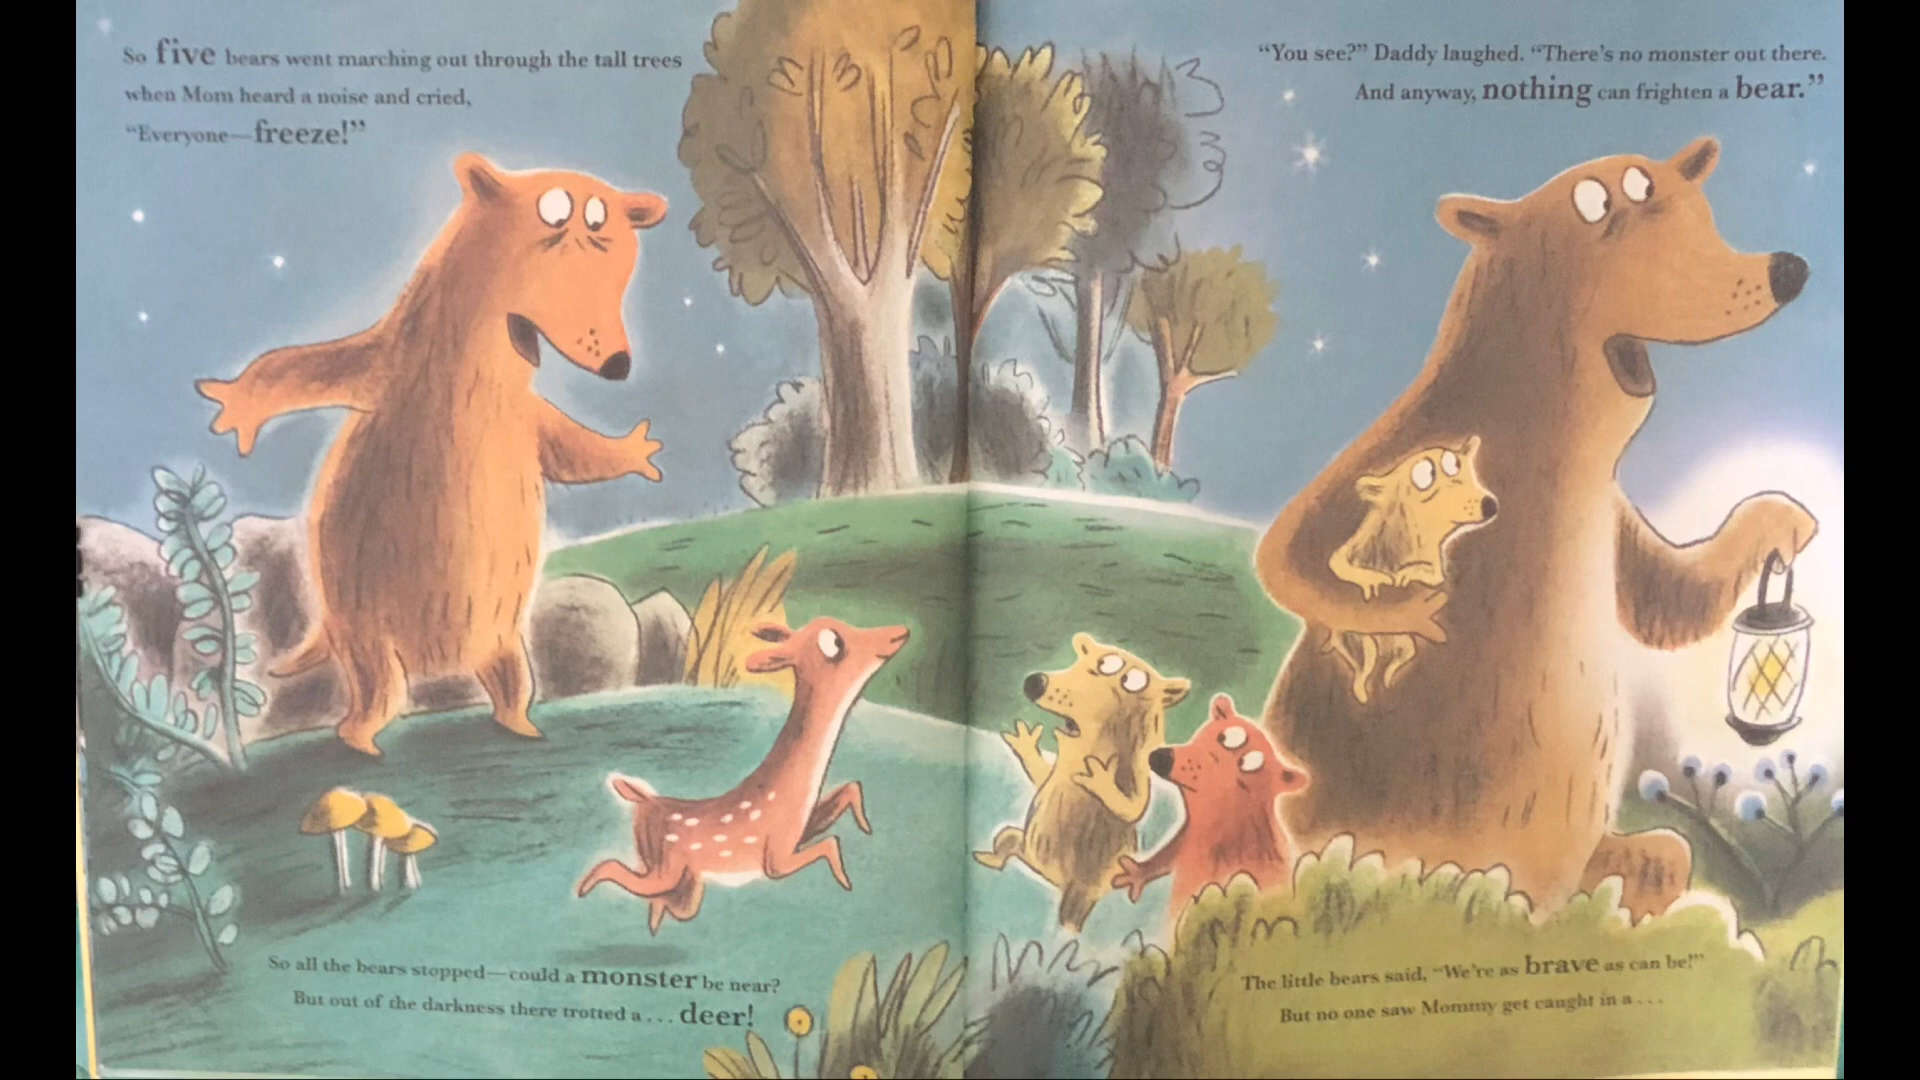 So five bears went marching out through the tall trees
when Mom heard a noise and cried,
“Everyone—freeze!”
So all the bears stopped—could a monster be near?
But out of the darkness there trotted a . . . deer!
“You see?” Daddy laughed. “There’s no monster out there.
And anyway, nothing can frighten a bear.”
The little bears said, “We’re as brave as can be!”
But no one saw Mommy get caught in a . . .